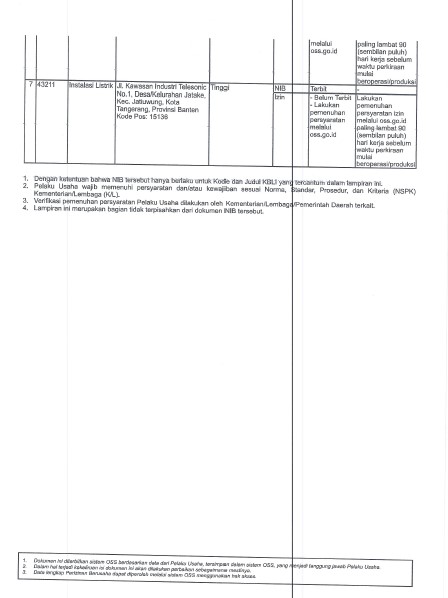 melalui
oss.go.id
paling lambat 90
(sembilan puluh)
hari kerja sebelum
waktu perkiraan
mulai
beroperasi/produksi
7 43211 Instalasi Listrik Jl. Kawasan Industri Telesonic
No.1, Desa/Kelurahan Jatake,
Kec. Jatiuwung, Kota
Tangerang, Provinsi Banten
Kode Pos: 15136
Tinggi
NIB Terbit -
Izin
- Belum Terbit
- Lakukan
pemenuhan
persyaratan
melalui
oss.go.id
Lakukan
pemenuhan
persyaratan izin
melalui oss.go.id
paling lambat 90
(sembilan puluh)
hari kerja sebelum
waktu perkiraan
mulai
beroperasi/produksi
1. Dengan ketentuan bahwa NIB tersebut hanya berlaku untuk Kode dan Judul KBLI yang tercantum dalam lampiran ini.
2. Pelaku Usaha wajib memenuhi persyaratan dan/atau kewajiban sesuai Norma, Standar, Prosedur, dan Kriteria (NSPK)
Kementerian/Lembaga (K/L).
3. Verifikasi pemenuhan persyaratan Pelaku Usaha dilakukan oleh Kementerian/Lembaga/Pemerintah Daerah terkait.
4. Lampiran ini merupakan bagian tidak terpisahkan dari dokumen NIB tersebut.
1. Dokumen ini diterbitkan sistem OSS berdasarkan data dari Pelaku Usaha, tersimpan dalam sistem OSS, yang menjadi tanggung jawab Pelaku Usaha.
2. Dalam hal terjadi kekeliruan isi dokumen ini akan dilakukan perbaikan sebagaimana mestinya.
3. Data lengkap Perizinan Berusaha dapat diperoleh melalui sistem OSS menggunakan hak akses.